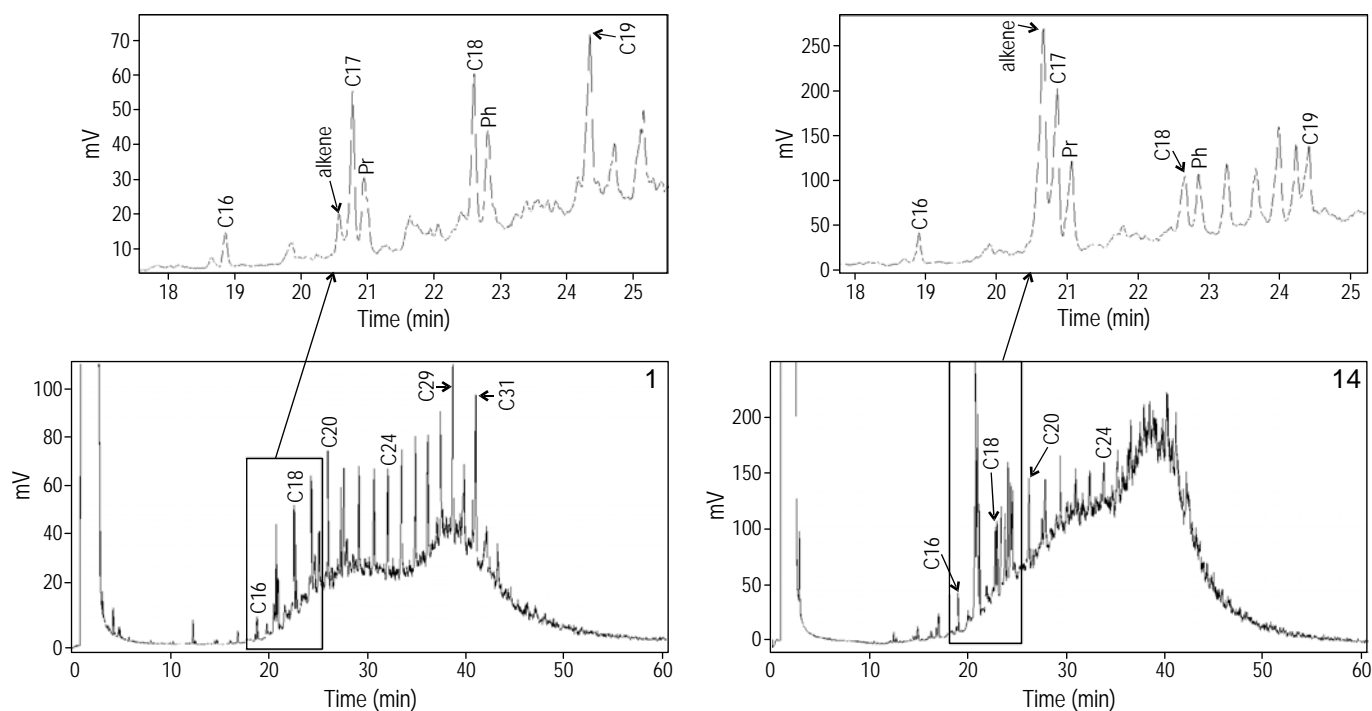 70
60
50
40
30
20
10
mV
C16
alkene
C17
Pr
C18
Ph
C19
18 19 20 21 22 23 24 25
Time (min)
250
200
150
100
50
0
mV
C16
alkene
C17
Pr
C18
Ph
C19
18 19 20 21 22 23 24 25
Time (min)
100
80
60
40
20
0
mV
C16
C18
C20
C24
C29
C31
1
0 10 20 30 40 50 60
Time (min)
200
150
100
50
0
mV
C16
C18
C20
C24
14
0 10 20 30 40 50 60
Time (min)